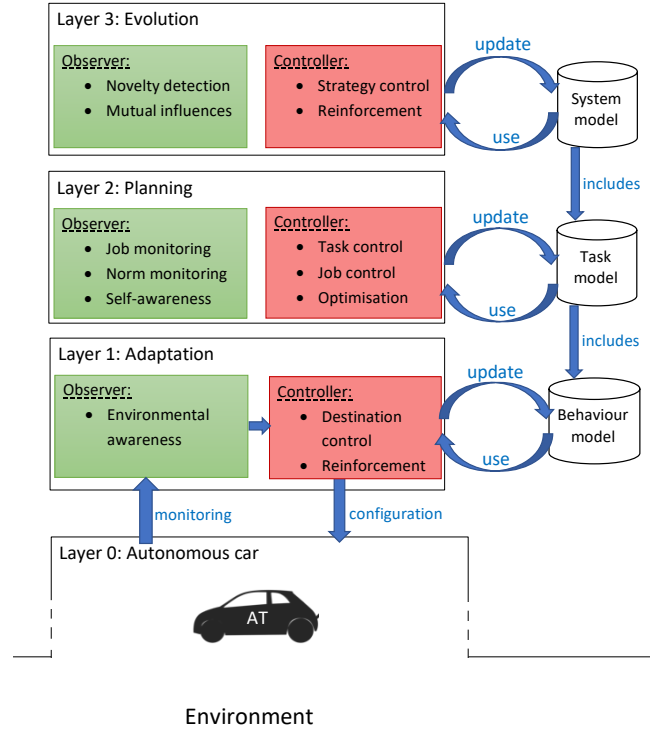 Layer 3: Evolution
Observer:
• Novelty detection
• Mutual influences
Controller:
• Strategy control
• Reinforcement
update
use
System
model
includes
Layer 2: Planning
Observer:
• Job monitoring
• Norm monitoring
• Self-awareness
Controller:
• Task control
• Job control
• Optimisation
update
use
Task
model
includes
Layer 1: Adaptation
Observer:
• Environmental
awareness
Controller:
• Destination
control
• Reinforcement
update
use
Behaviour
model
monitoring
configuration
Layer 0: Autonomous car
AT
Environment